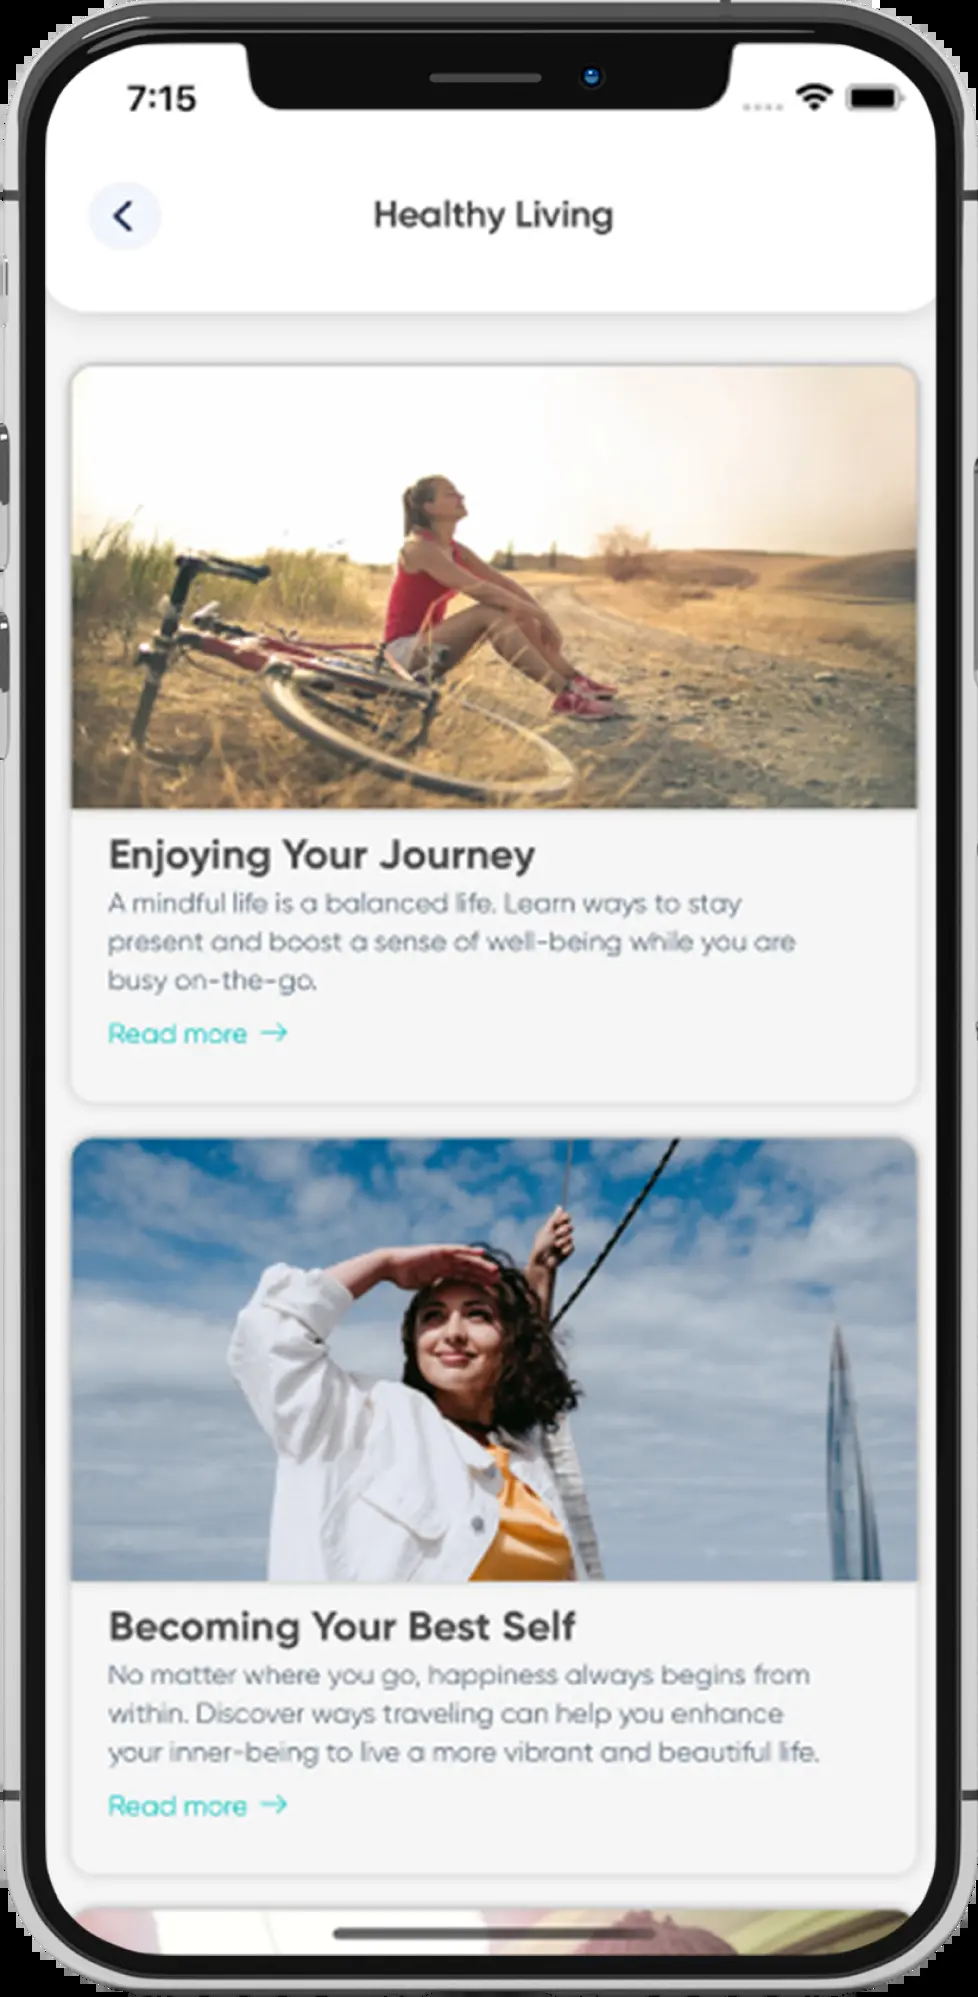 7:15
Healthy Living
Enjoying Your Journey
A mindful life is a balanced life. Learn ways to stay
present and boost a sense of well-being while you are
busy on-the-go.
Read more →
Becoming Your Best Self
No matter where you go, happiness always begins from
within. Discover ways traveling can help you enhance
your inner-being to live a more vibrant and beautiful life.
Read more →